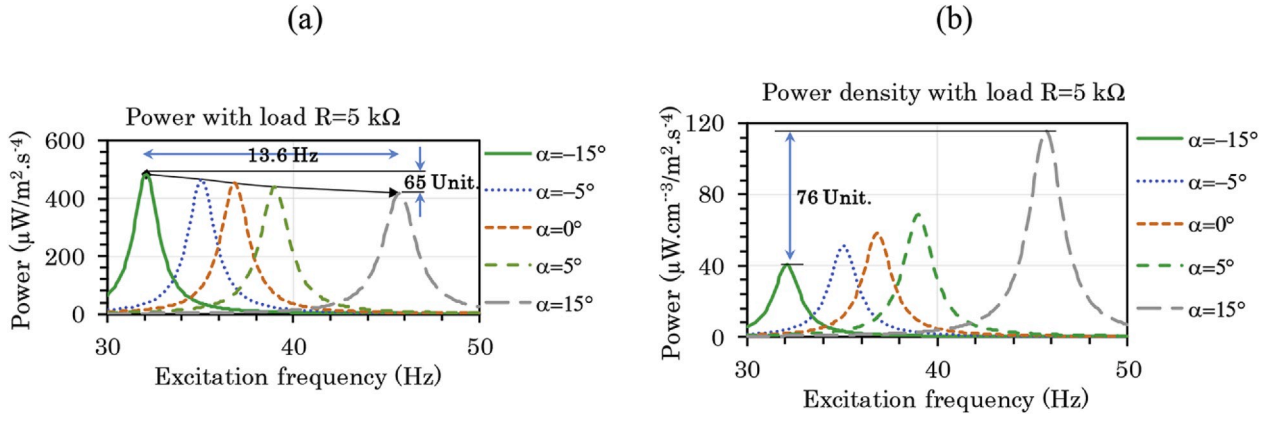 (a)
Power with load R=5 kΩ
Power (μW/m².s⁻⁴)
600
400
200
0
30
40
50
Excitation frequency (Hz)
13.6 Hz
65 Unit.
α=–15°
α=–5°
α=0°
α=5°
α=15°
(b)
Power density with load R=5 kΩ
Power (μW.cm⁻³/m².s⁻⁴)
120
80
40
0
30
40
50
Excitation frequency (Hz)
76 Unit.
α=–15°
α=–5°
α=0°
α=5°
α=15°